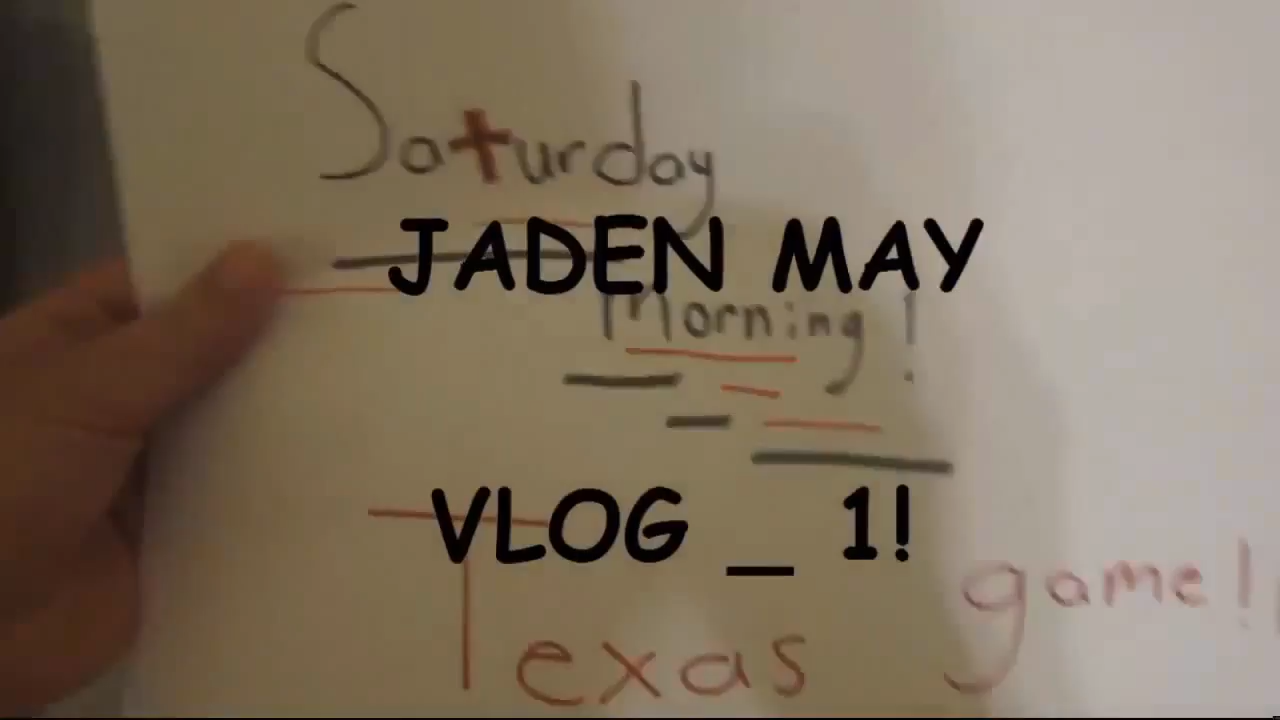 Saturday
JADEN MAY
Morning!
VLOG _ 1!
game!
Texas